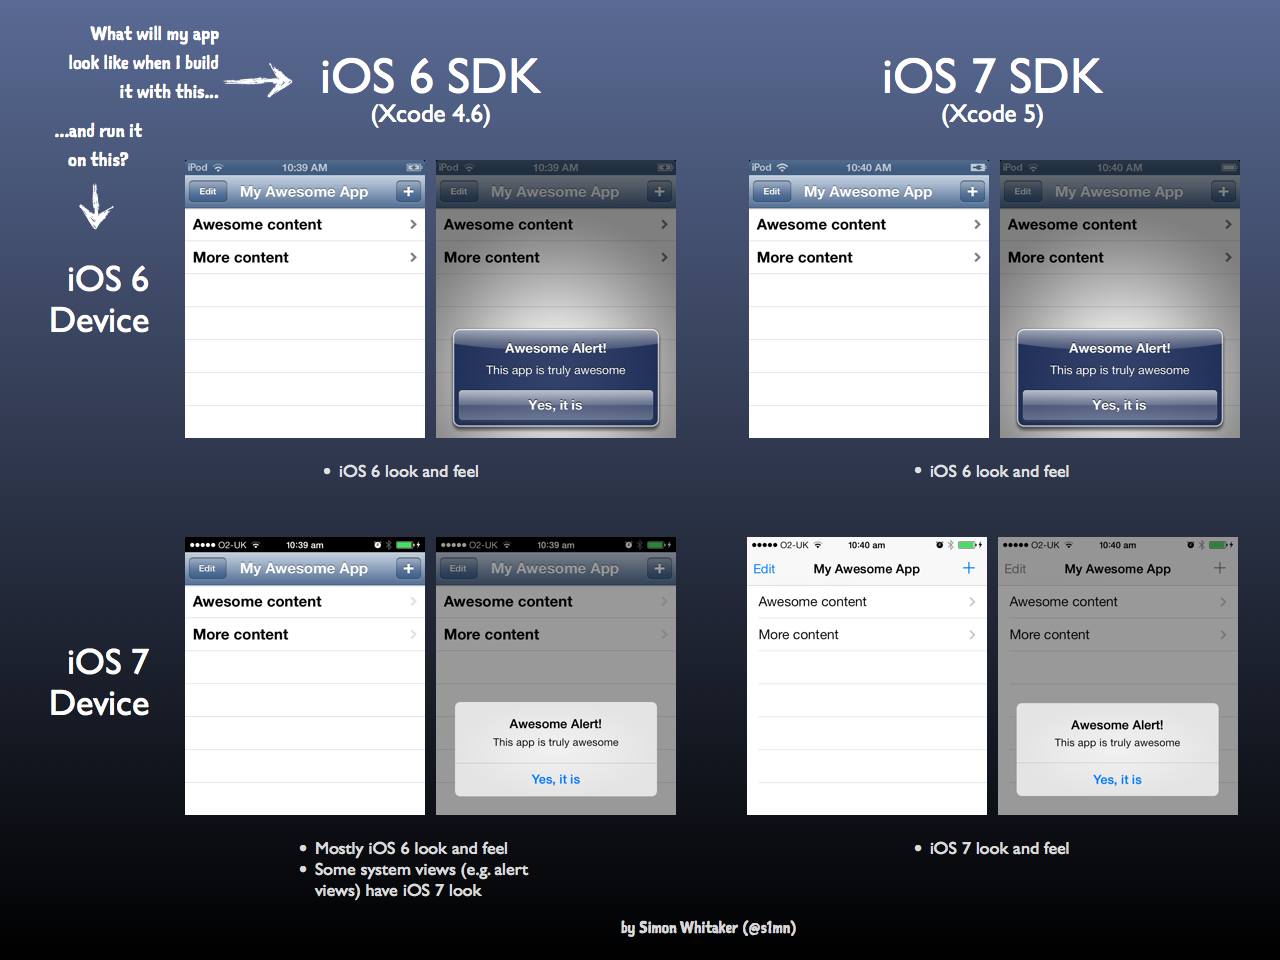 What will my app
look like when I build
it with this...
iOS 6 SDK
(Xcode 4.6)
iOS 7 SDK
(Xcode 5)
...and run it
on this?
iOS 6
Device
iPod 10:39 AM
Edit My Awesome App +
Awesome content
More content
iPod 10:39 AM
Edit My Awesome App +
Awesome content
More content
Awesome Alert!
This app is truly awesome
Yes, it is
iPod 10:40 AM
Edit My Awesome App +
Awesome content
More content
iPod 10:40 AM
Edit My Awesome App +
Awesome content
More content
Awesome Alert!
This app is truly awesome
Yes, it is
• iOS 6 look and feel
• iOS 6 look and feel
iOS 7
Device
O2-UK 10:39 am
Edit My Awesome App +
Awesome content
More content
O2-UK 10:39 am
Edit My Awesome App +
Awesome content
More content
Awesome Alert!
This app is truly awesome
Yes, it is
O2-UK 10:40 am
Edit My Awesome App +
Awesome content
More content
O2-UK 10:40 am
Edit My Awesome App +
Awesome content
More content
Awesome Alert!
This app is truly awesome
Yes, it is
• Mostly iOS 6 look and feel
• Some system views (e.g. alert
views) have iOS 7 look
• iOS 7 look and feel
by Simon Whitaker (@s1mn)